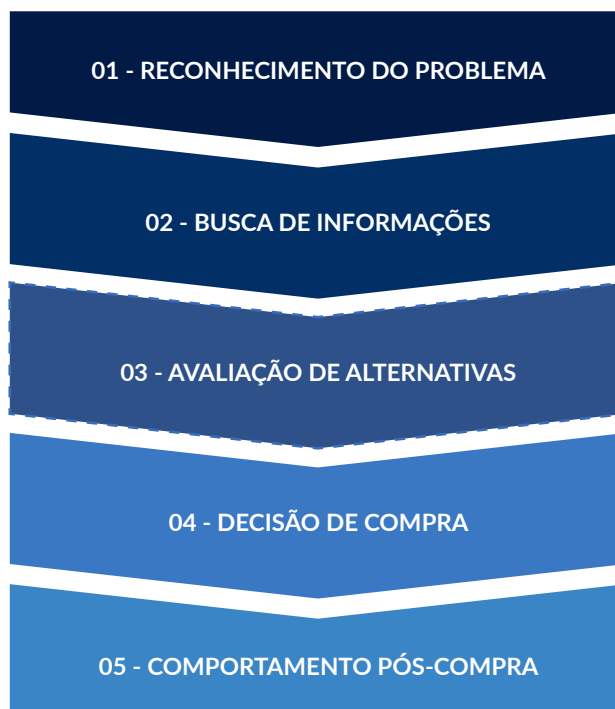 01 - RECONHECIMENTO DO PROBLEMA
02 - BUSCA DE INFORMAÇÕES
03 - AVALIAÇÃO DE ALTERNATIVAS
04 - DECISÃO DE COMPRA
05 - COMPORTAMENTO PÓS-COMPRA